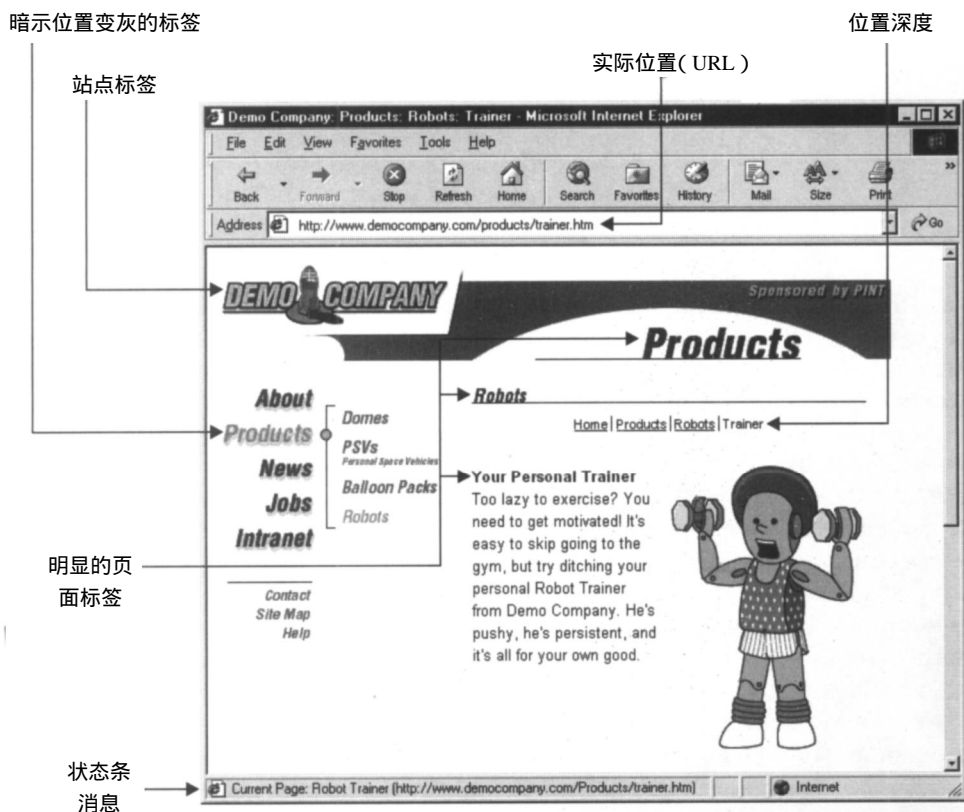 暗示位置变灰的标签
位置深度
实际位置( URL )
站点标签
Demo Company: Products: Robots: Trainer - Microsoft Internet Explorer
File Edit View Favorites Tools Help
Back Forward Stop Refresh Home Search Favorites History Mail Size Print
Address http://www.democompany.com/products/trainer.htm Go
DEMO COMPANY
Sponsored by PINT
Products
Robots
Home | Products | Robots | Trainer
About
Products
News
Jobs
Intranet
Domes
PSVs
Personal Space Vehicles
Balloon Packs
Robots
Contact
Site Map
Help
Your Personal Trainer
Too lazy to exercise? You
need to get motivated! It's
easy to skip going to the
gym, but try ditching your
personal Robot Trainer
from Demo Company. He's
pushy, he's persistent, and
it's all for your own good.
明显的页
面标签
状态条
消息
Current Page: Robot Trainer (http://www.democompany.com/Products/trainer.htm)
Internet